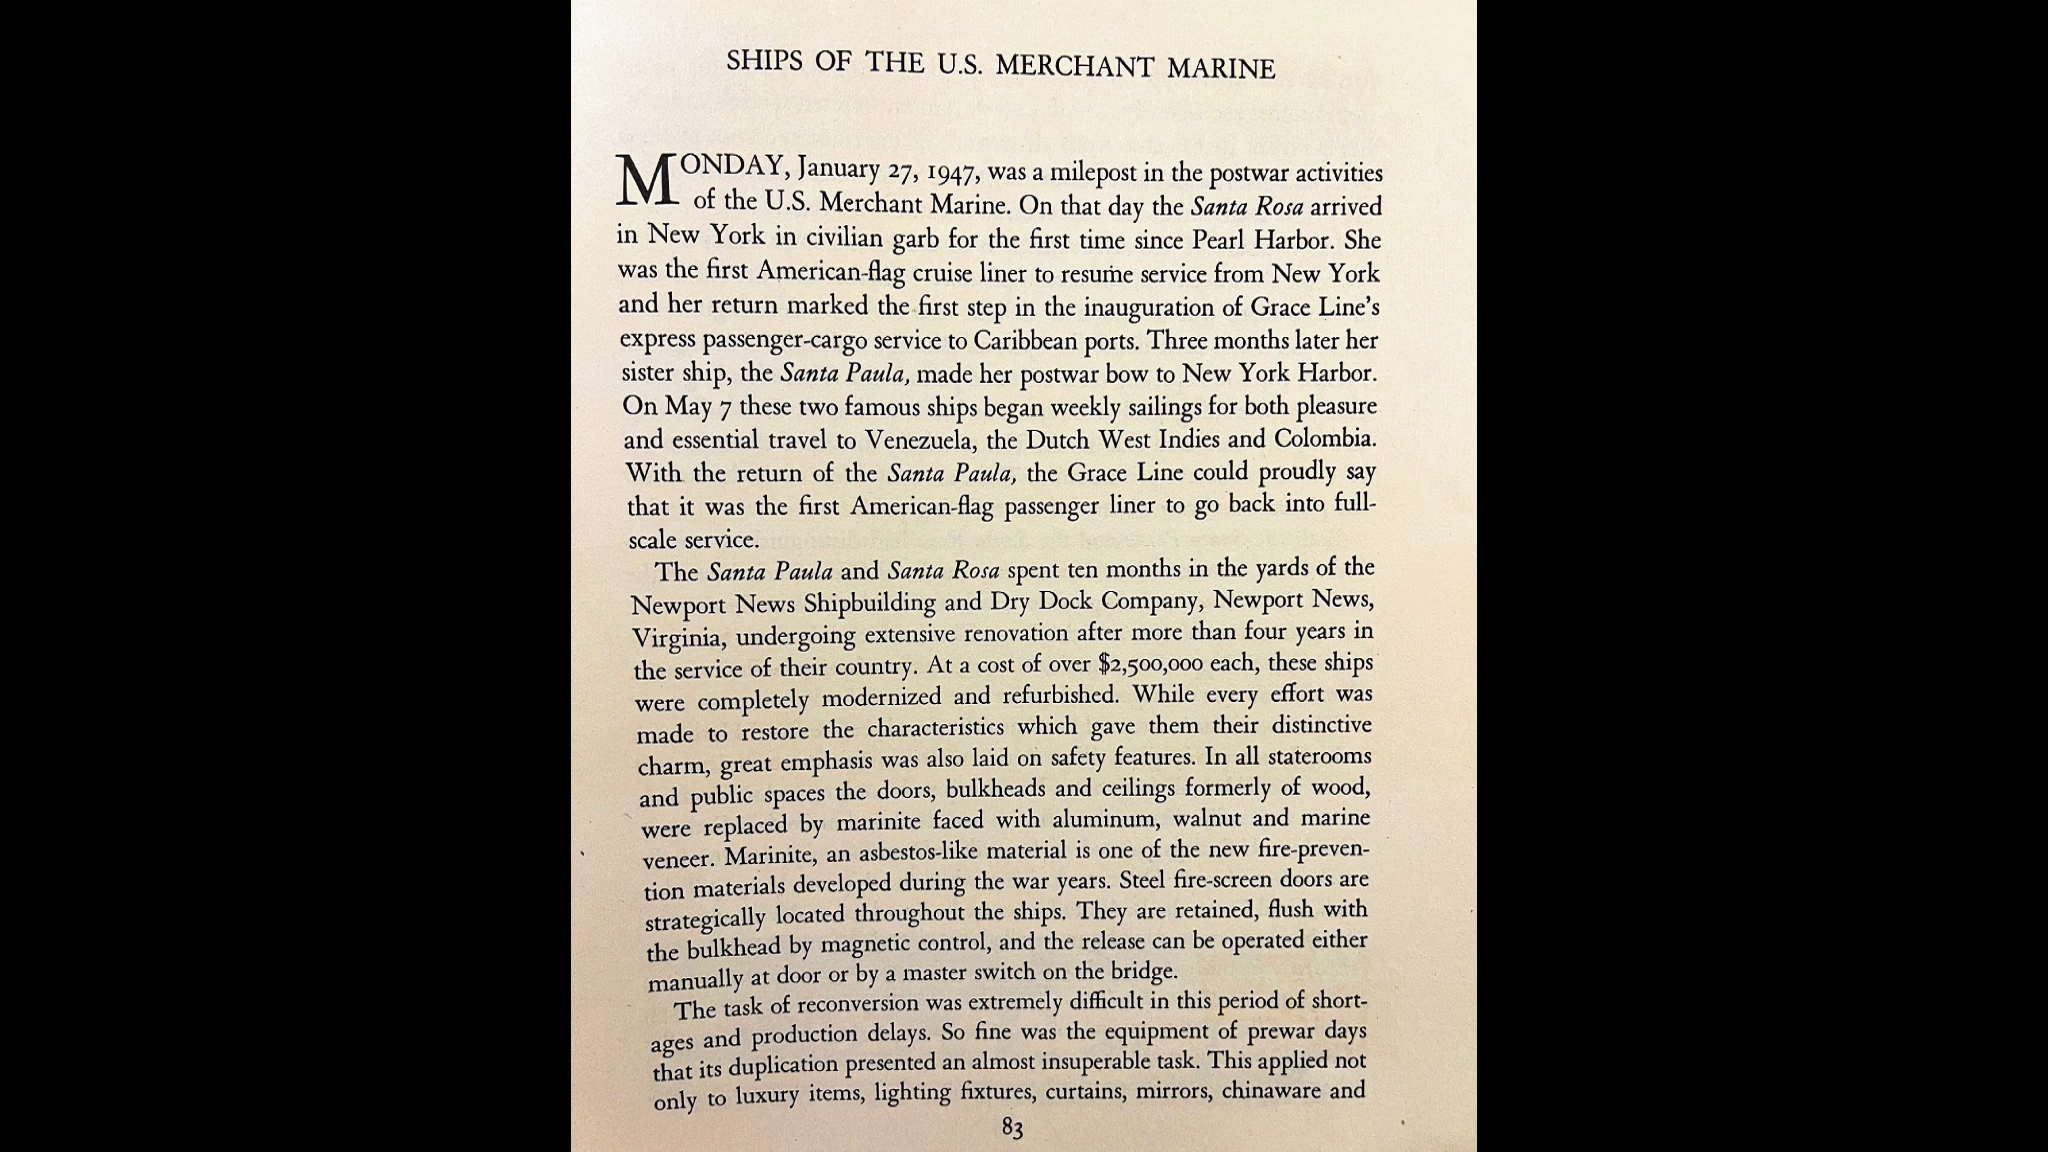 SHIPS OF THE U.S. MERCHANT MARINE
MONDAY, January 27, 1947, was a milepost in the postwar activities
of the U.S. Merchant Marine. On that day the Santa Rosa arrived
in New York in civilian garb for the first time since Pearl Harbor. She
was the first American-flag cruise liner to resume service from New York
and her return marked the first step in the inauguration of Grace Line's
express passenger-cargo service to Caribbean ports. Three months later her
sister ship, the Santa Paula, made her postwar bow to New York Harbor.
On May 7 these two famous ships began weekly sailings for both pleasure
and essential travel to Venezuela, the Dutch West Indies and Colombia.
With the return of the Santa Paula, the Grace Line could proudly say
that it was the first American-flag passenger liner to go back into full-
scale service.
The Santa Paula and Santa Rosa spent ten months in the yards of the
Newport News Shipbuilding and Dry Dock Company, Newport News,
Virginia, undergoing extensive renovation after more than four years in
the service of their country. At a cost of over $2,500,000 each, these ships
were completely modernized and refurbished. While every effort was
made to restore the characteristics which gave them their distinctive
charm, great emphasis was also laid on safety features. In all staterooms
and public spaces the doors, bulkheads and ceilings formerly of wood,
were replaced by marinite faced with aluminum, walnut and marine
veneer. Marinite, an asbestos-like material is one of the new fire-preven-
tion materials developed during the war years. Steel fire-screen doors are
strategically located throughout the ships. They are retained, flush with
the bulkhead by magnetic control, and the release can be operated either
manually at door or by a master switch on the bridge.
The task of reconversion was extremely difficult in this period of short-
ages and production delays. So fine was the equipment of prewar days
that its duplication presented an almost insuperable task. This applied not
only to luxury items, lighting fixtures, curtains, mirrors, chinaware and
83